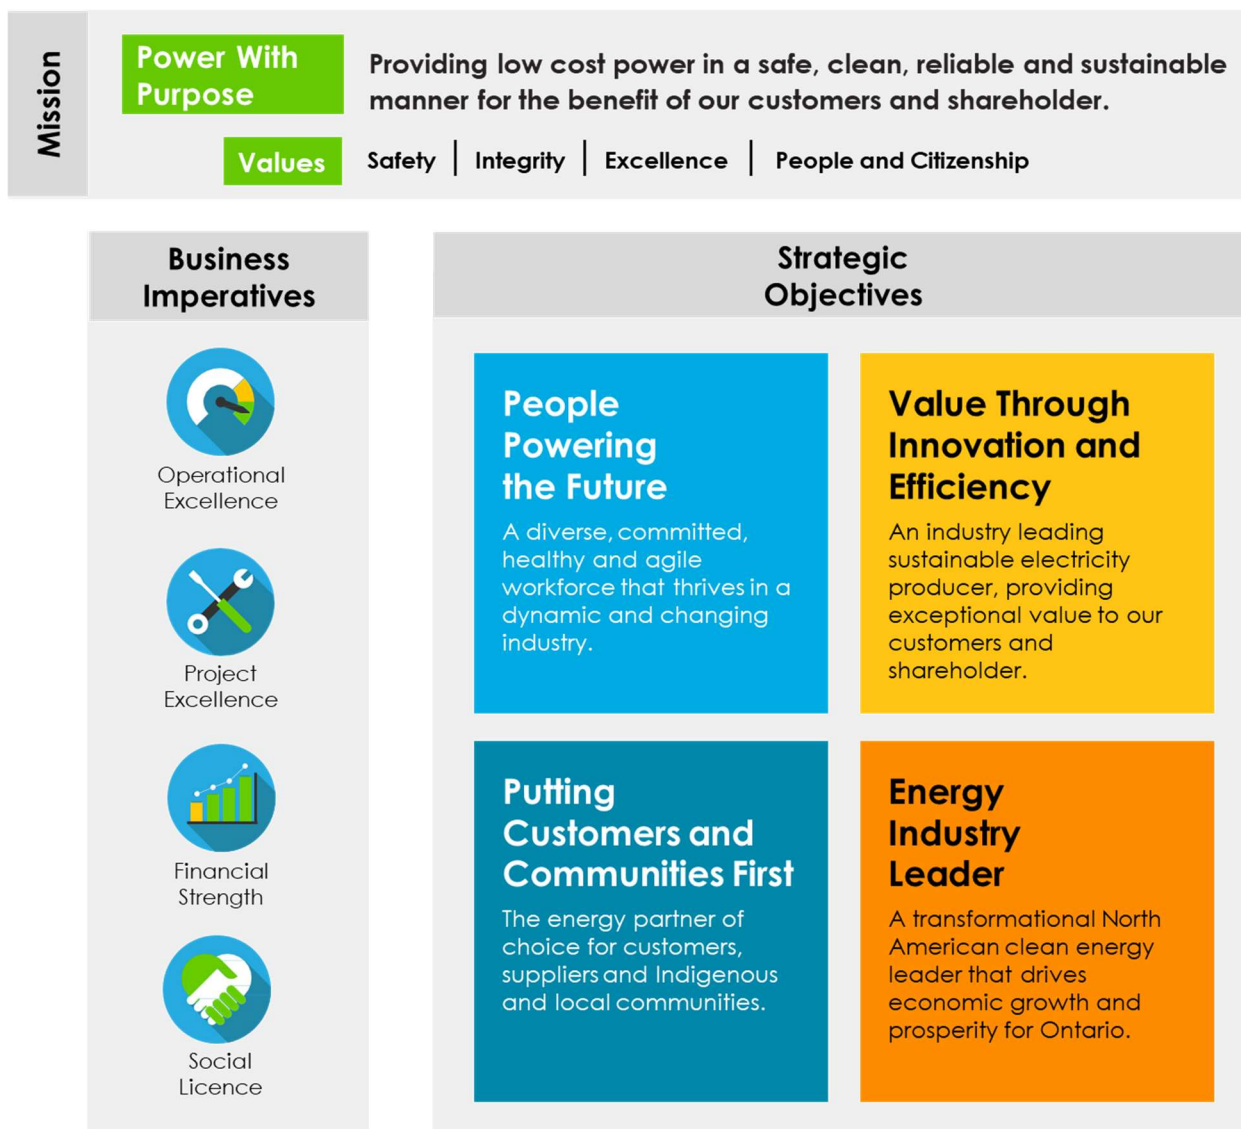 Mission
Power With
Purpose
Providing low cost power in a safe, clean, reliable and sustainable
manner for the benefit of our customers and shareholder.
Values
Safety | Integrity | Excellence | People and Citizenship
Business
Imperatives
Operational
Excellence
Project
Excellence
Financial
Strength
Social
Licence
Strategic
Objectives
People
Powering
the Future
A diverse, committed,
healthy and agile
workforce that thrives in a
dynamic and changing
industry.
Value Through
Innovation and
Efficiency
An industry leading
sustainable electricity
producer, providing
exceptional value to our
customers and
shareholder.
Putting
Customers and
Communities First
The energy partner of
choice for customers,
suppliers and Indigenous
and local communities.
Energy
Industry
Leader
A transformational North
American clean energy
leader that drives
economic growth and
prosperity for Ontario.